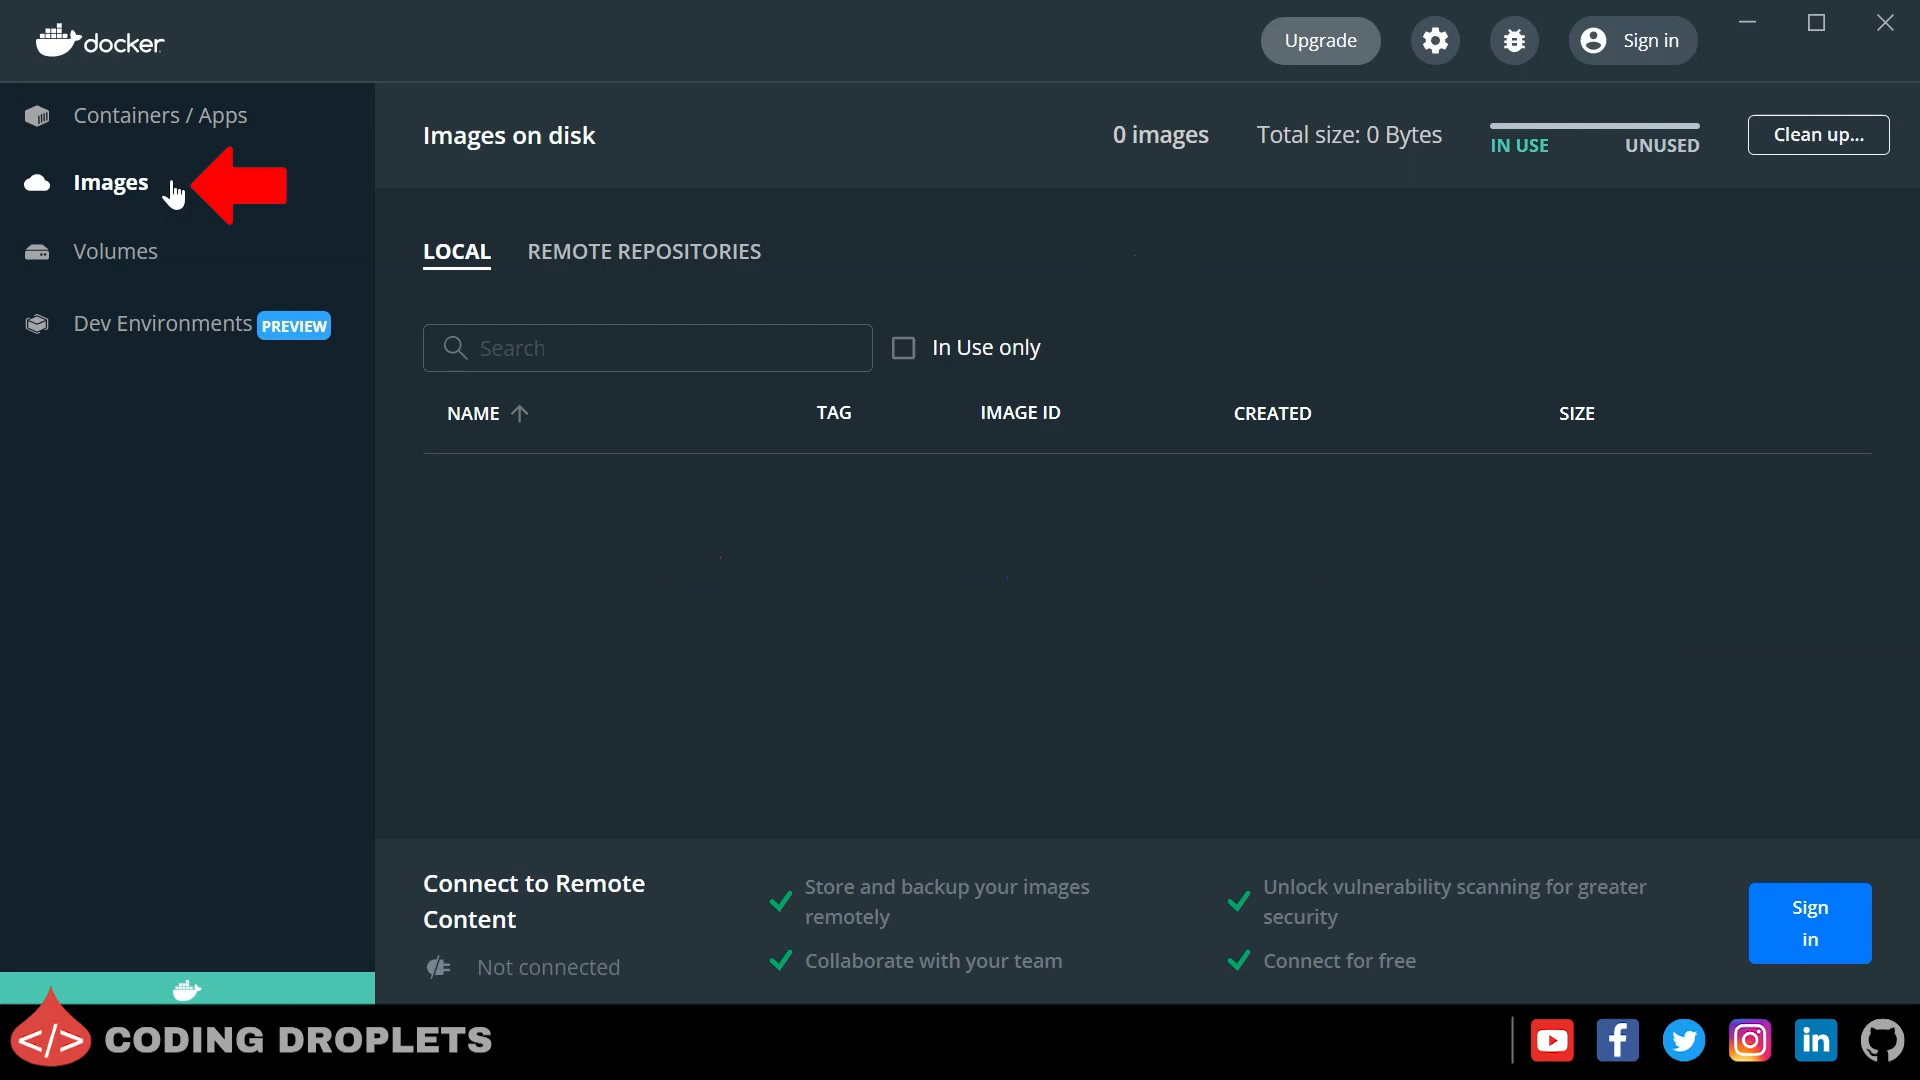 docker
Upgrade
Sign in
Containers / Apps
Images
Volumes
Dev Environments PREVIEW
Images on disk
0 images
Total size: 0 Bytes
IN USE
UNUSED
Clean up...
LOCAL
REMOTE REPOSITORIES
Search
In Use only
NAME
TAG
IMAGE ID
CREATED
SIZE
Connect to Remote
Content
Not connected
Store and backup your images
remotely
Collaborate with your team
Unlock vulnerability scanning for greater
security
Connect for free
Sign
in
</> CODING DROPLETS